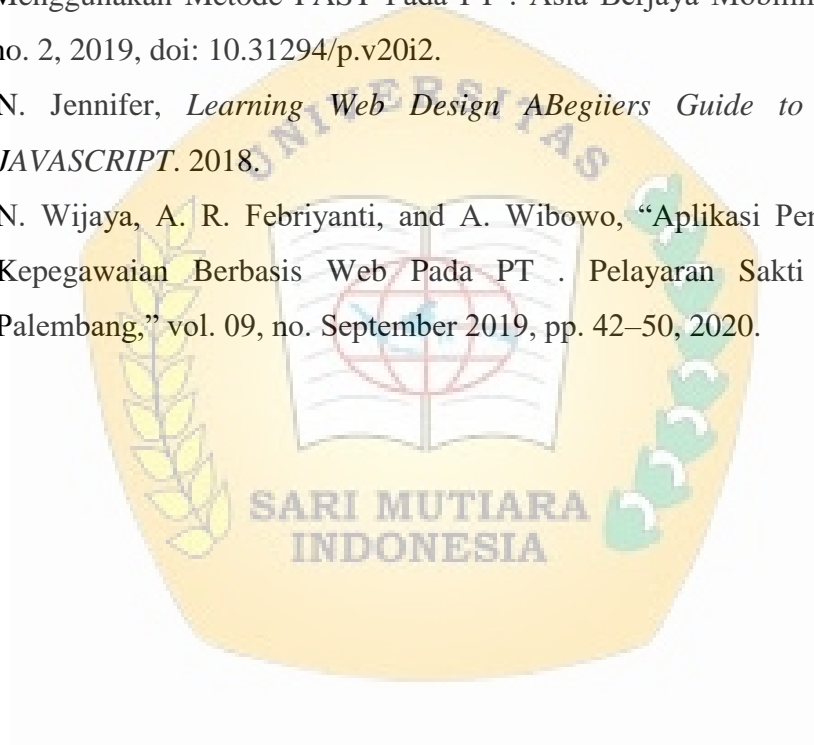 Menggunakan Metode FAST Pada PT . Asia Berjaya
no. 2, 2019, doi: 10.31294/p.v20i2.
N. Jennifer, Learning Web Design ABegiiers Guide to
JAVASCRIPT. 2018.
N. Wijaya, A. R. Febriyanti, and A. Wibowo, “Aplikasi
Kepegawaian Berbasis Web Pada PT . Pelayaran Sakti
Palembang,” vol. 09, no. September 2019, pp. 42–50, 2020.
UNIVERSITAS
SARI MUTIARA
INDONESIA